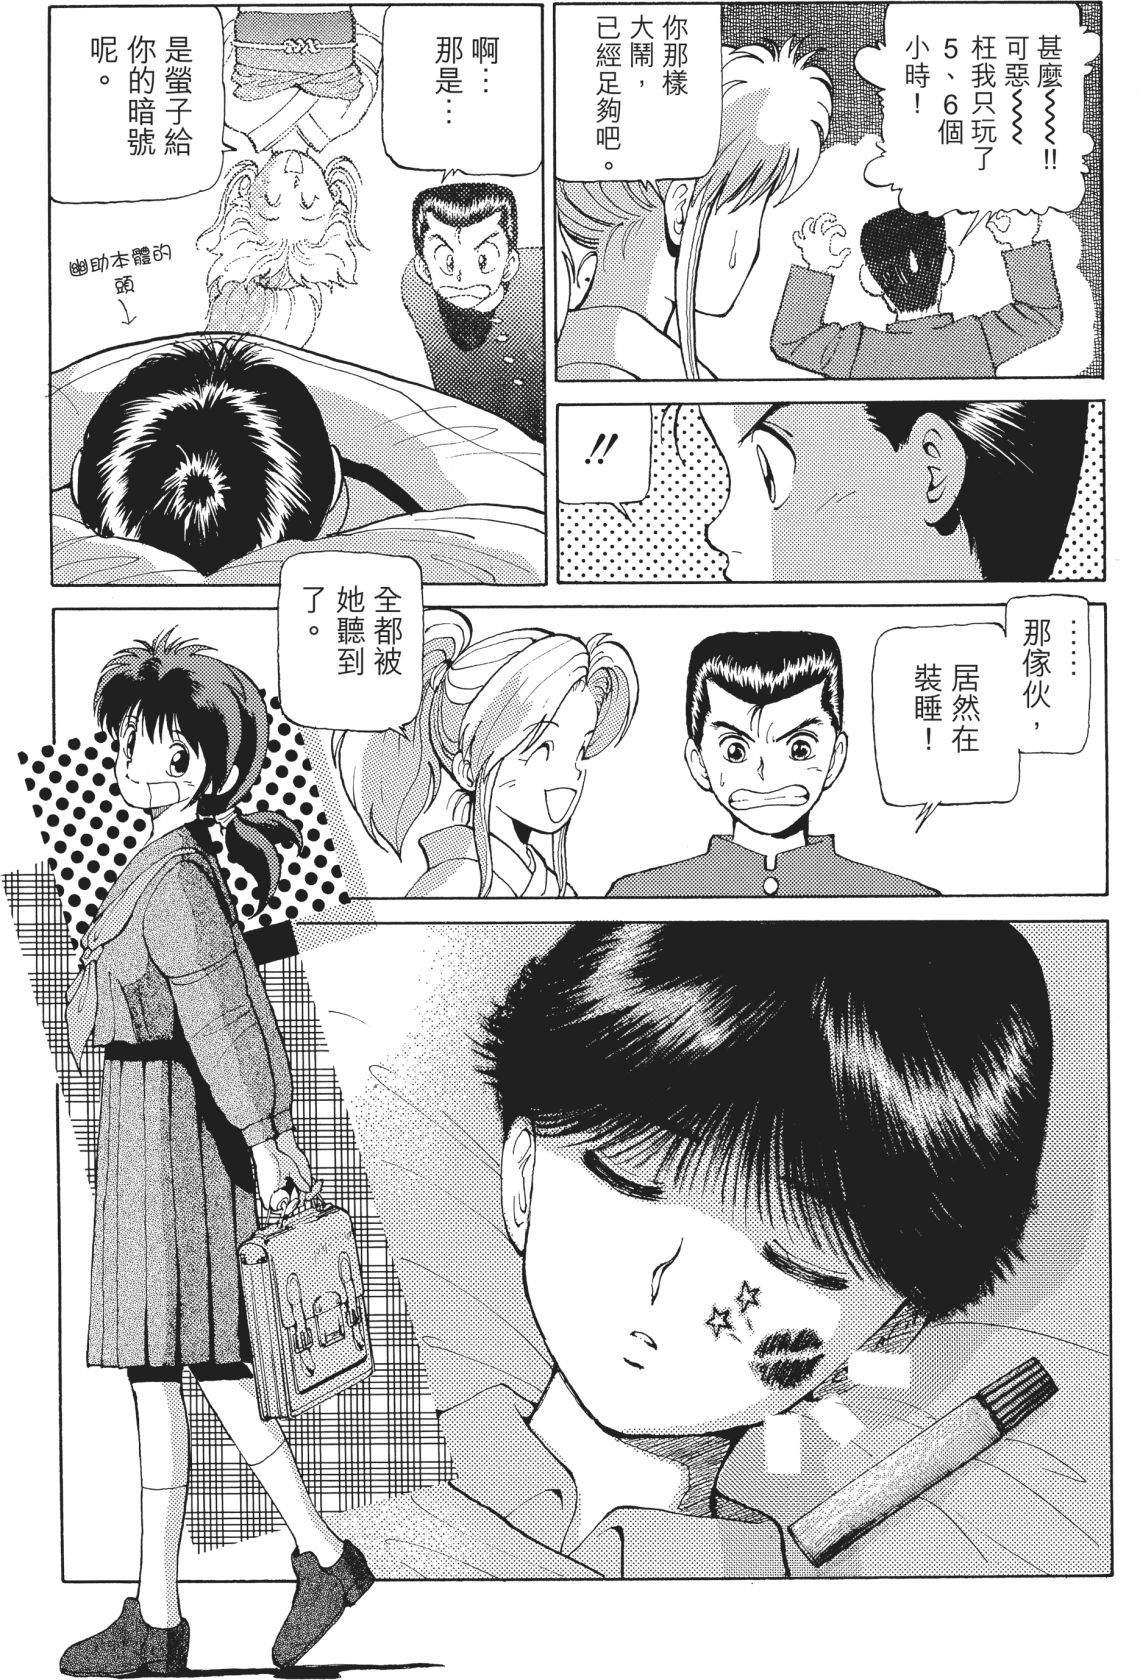 甚麼~~~!!
可惡~~~
枉我只玩了
5、6個
小時!
你那樣
大鬧,
已經足夠吧。
!!
啊…
那是…
是螢子給
你的暗號
呢。
幽助本體的
頭
……
那傢伙,
居然在
裝睡!
全都被
她聽到
了。